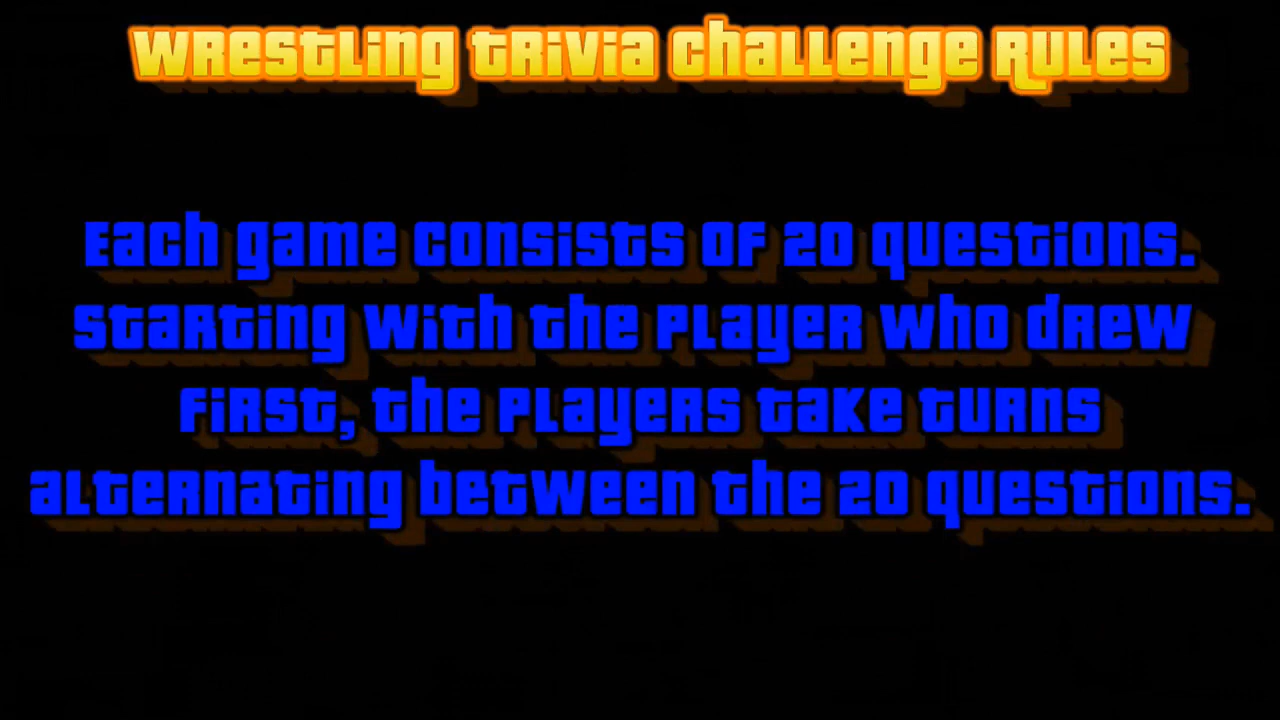 Wrestling Trivia Challenge Rules
Each game consists of 20 questions.
Starting with the player who drew
first, the players take turns
alternating between the 20 questions.